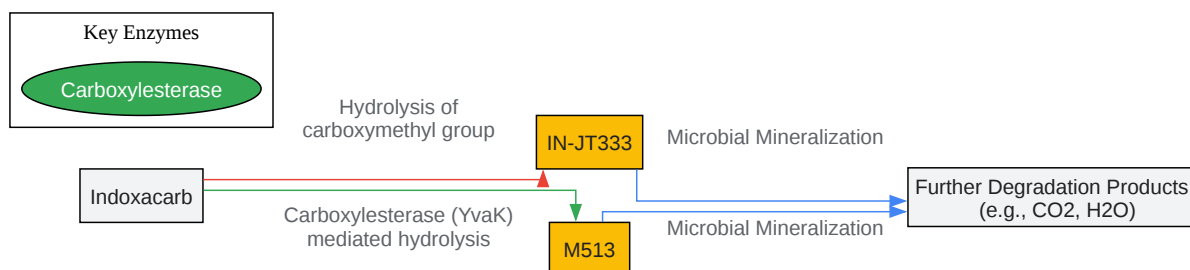 Key Enzymes
Carboxylesterase
Hydrolysis of
carboxymethyl group
IN-JT333
Microbial Mineralization
Indoxacarb
Further Degradation Products
(e.g., CO2, H2O)
Carboxylesterase (YvaK)
mediated hydrolysis
M513
Microbial Mineralization